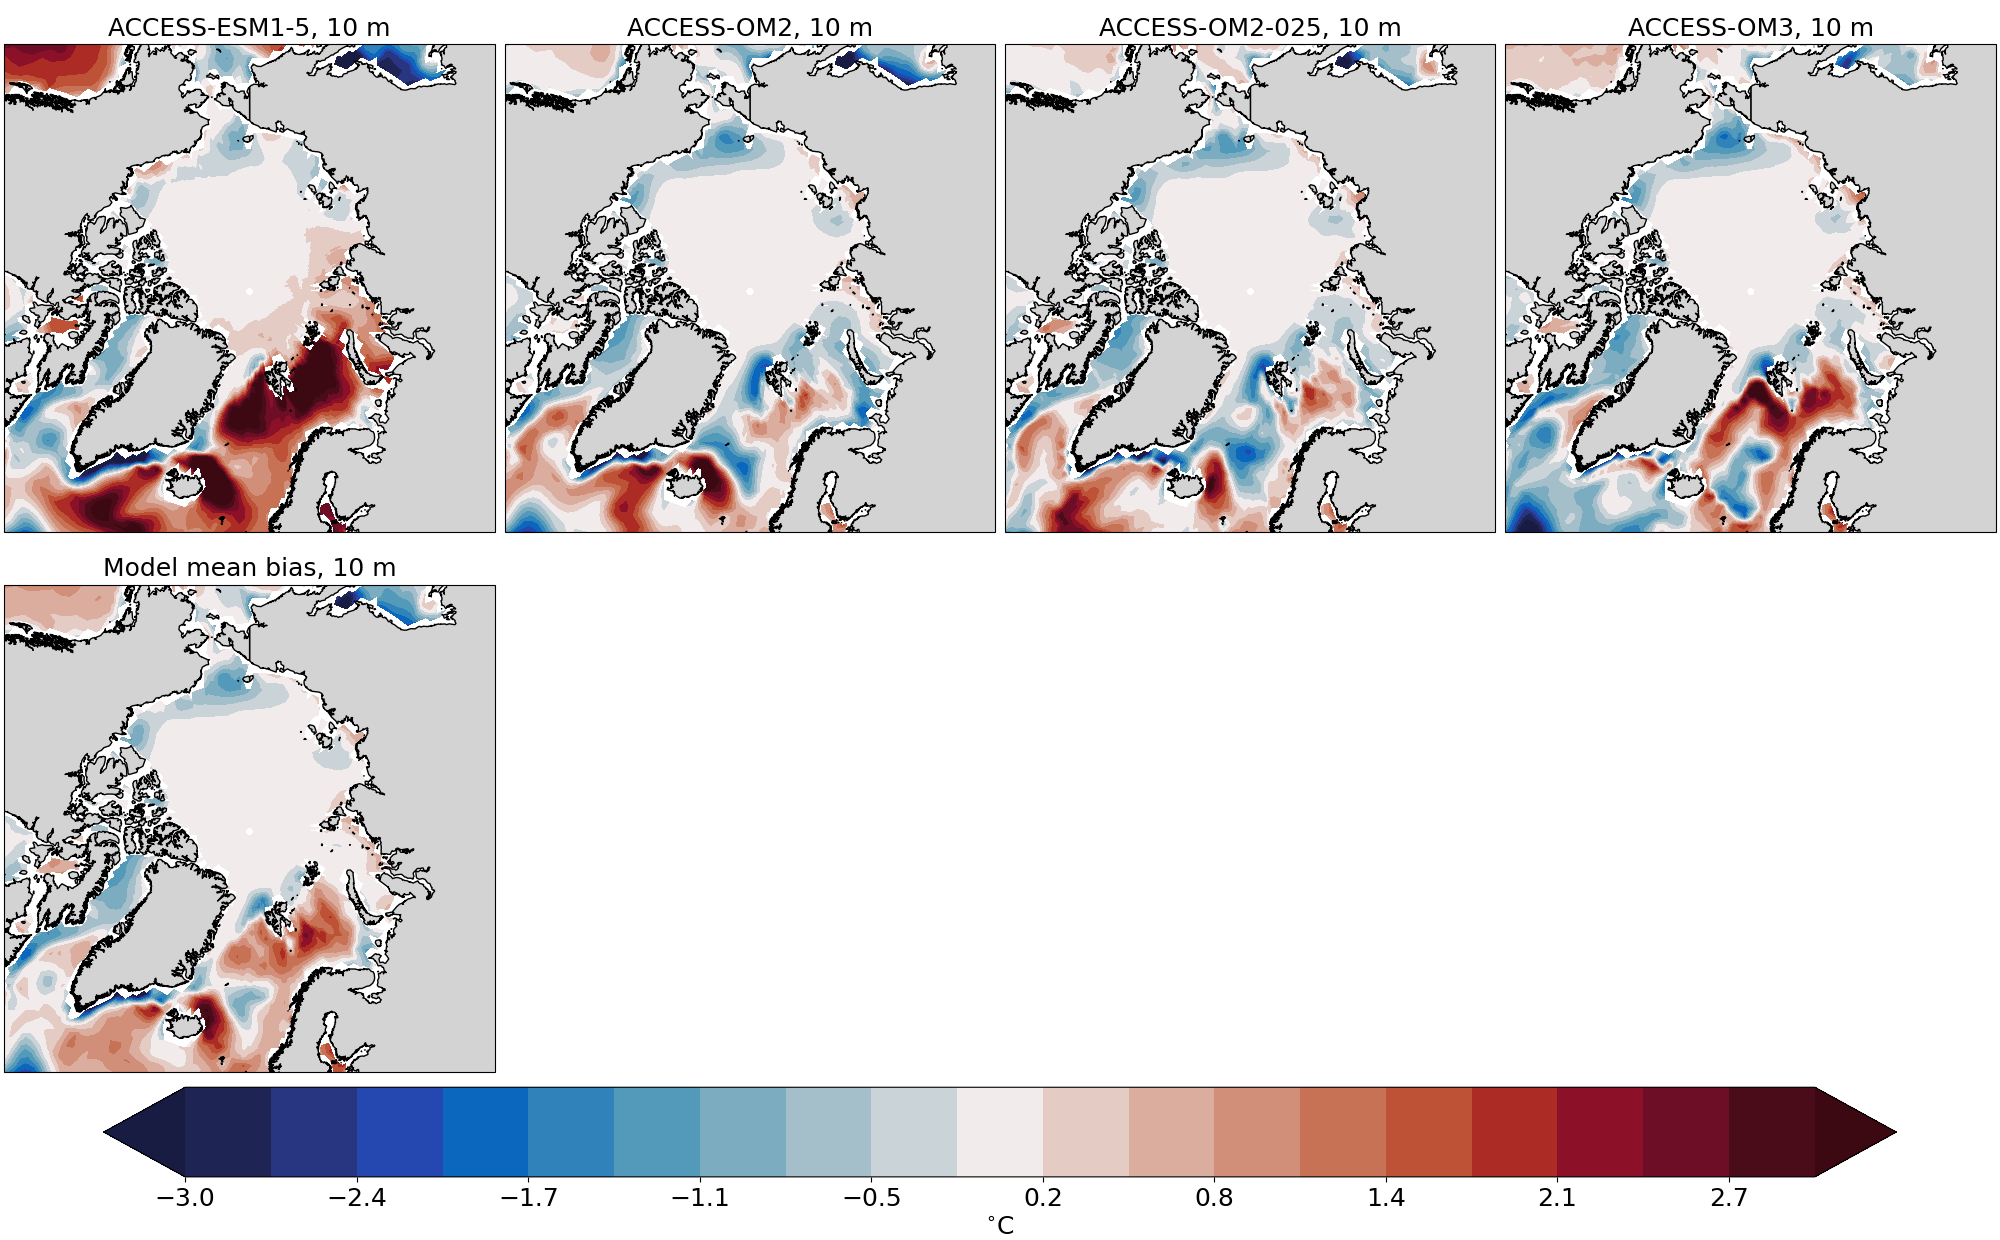 ACCESS-ESM1-5, 10 m
ACCESS-OM2, 10 m
ACCESS-OM2-025, 10 m
ACCESS-OM3, 10 m
Model mean bias, 10 m
−3.0 −2.4 −1.7 −1.1 −0.5 0.2 0.8 1.4 2.1 2.7
°C